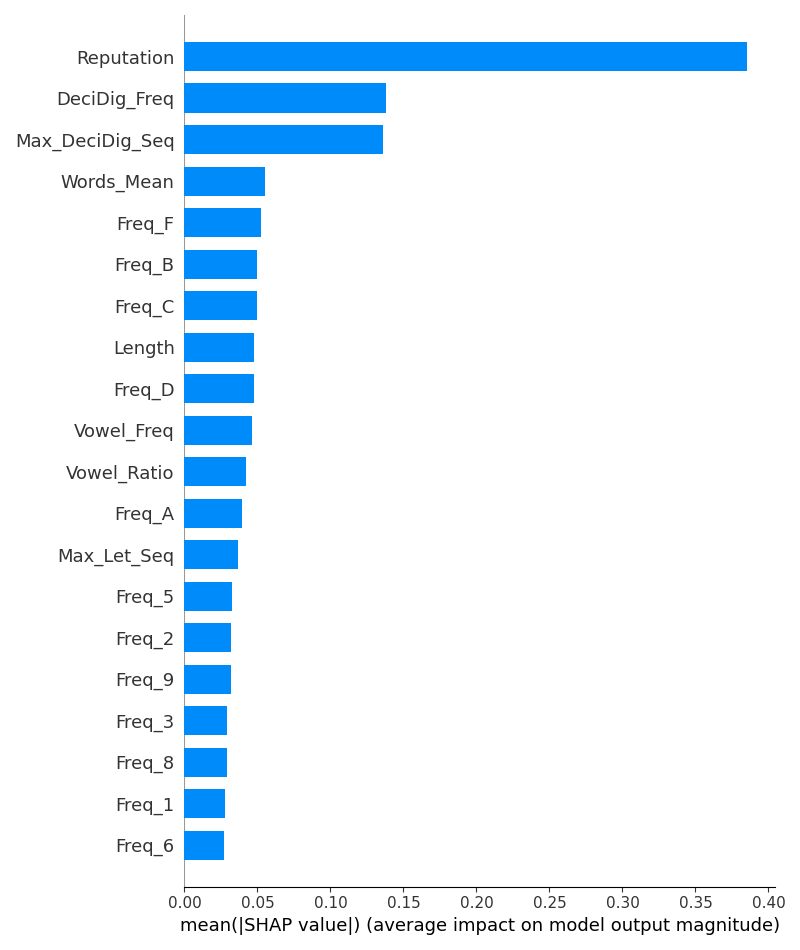 Reputation
DeciDig_Freq
Max_DeciDig_Seq
Words_Mean
Freq_F
Freq_B
Freq_C
Length
Freq_D
Vowel_Freq
Vowel_Ratio
Freq_A
Max_Let_Seq
Freq_5
Freq_2
Freq_9
Freq_3
Freq_8
Freq_1
Freq_6
0.00 0.05 0.10 0.15 0.20 0.25 0.30 0.35 0.40
mean(|SHAP value|) (average impact on model output magnitude)